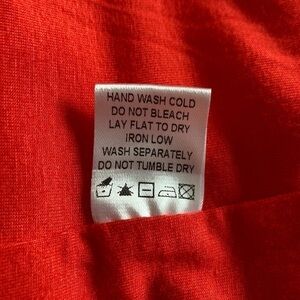 HAND WASH COLD
DO NOT BLEACH
LAY FLAT TO DRY
IRON LOW
WASH SEPARATELY
DO NOT TUMBLE DRY